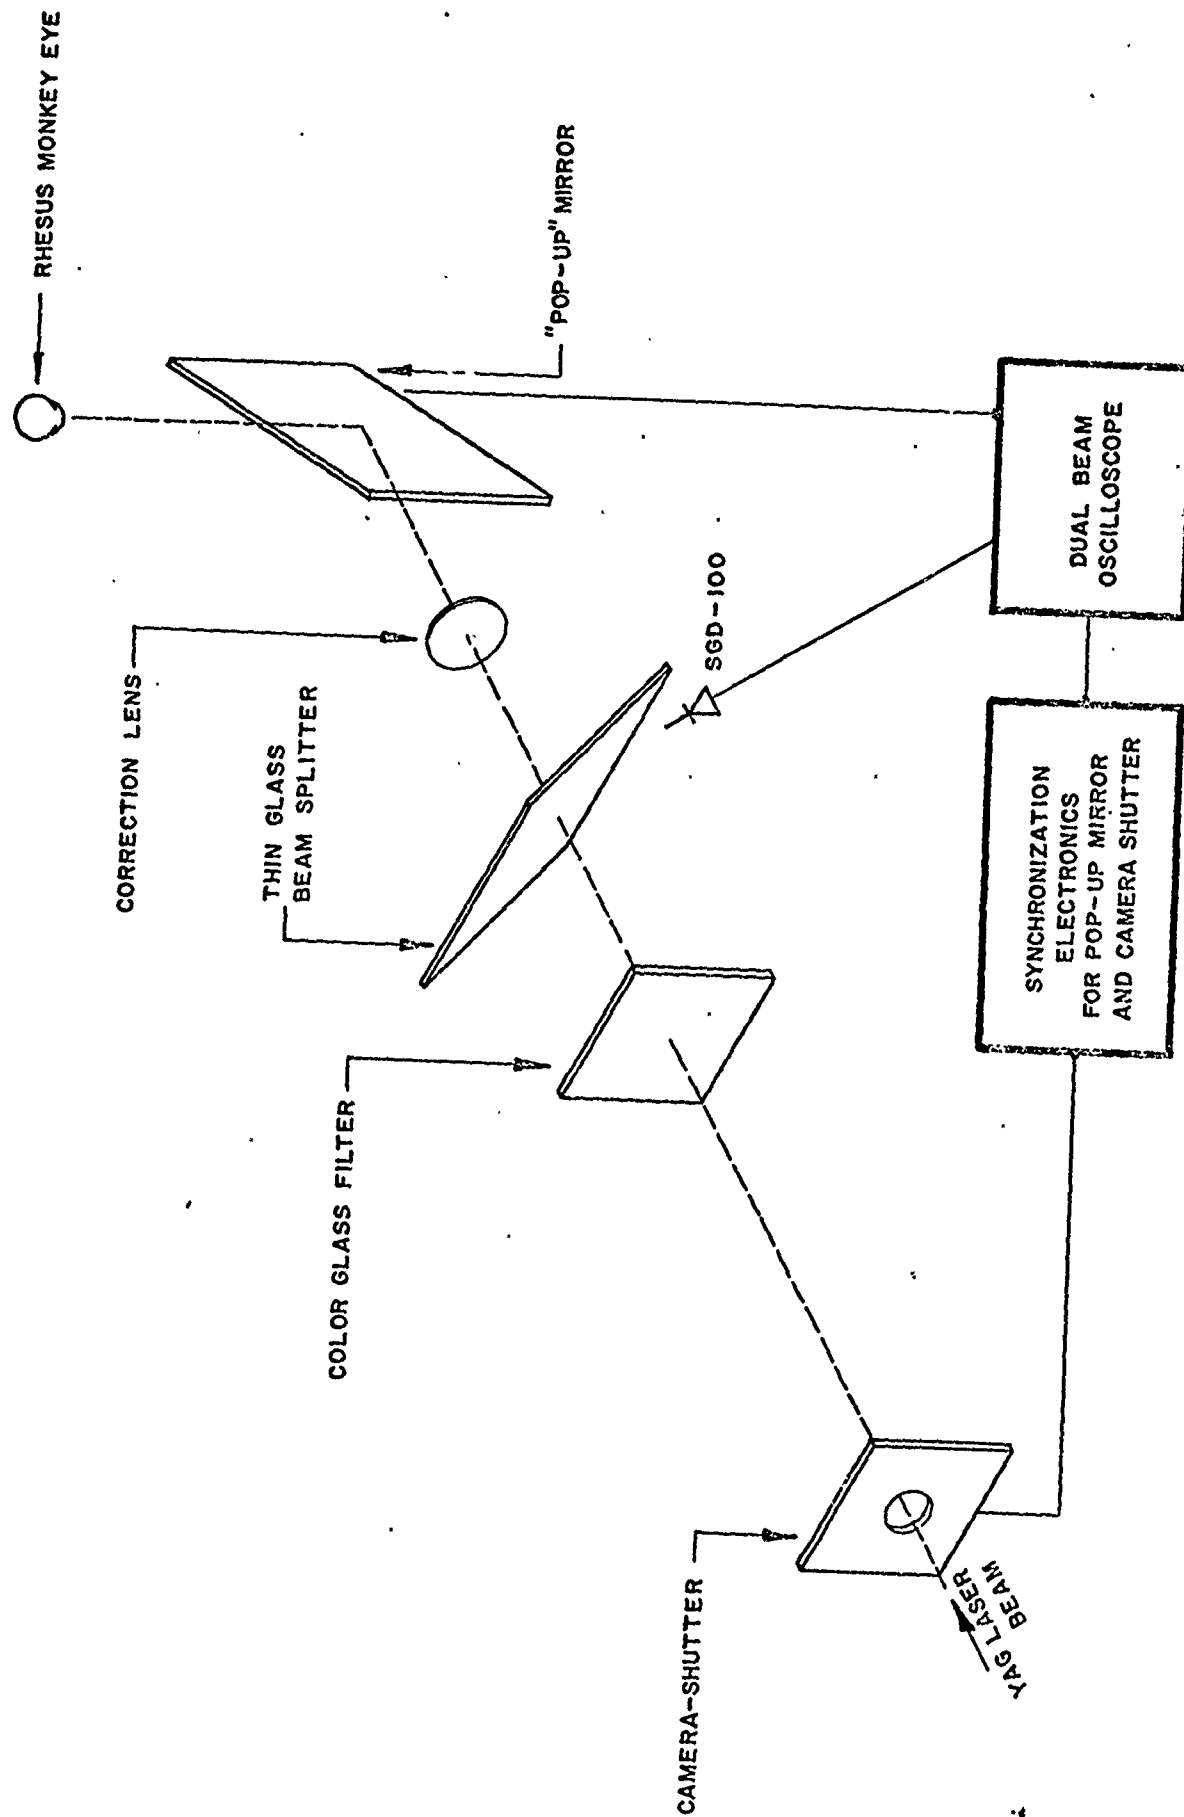 RHESUS MONKEY EYE
"POP-UP" MIRROR
CORRECTION LENS
THIN GLASS
BEAM SPLITTER
SGD-100
COLOR GLASS FILTER
CAMERA-SHUTTER
YAG LASER
BEAM
DUAL BEAM
OSCILLOSCOPE
SYNCHRONIZATION
ELECTRONICS
FOR POP-UP MIRROR
AND CAMERA SHUTTER